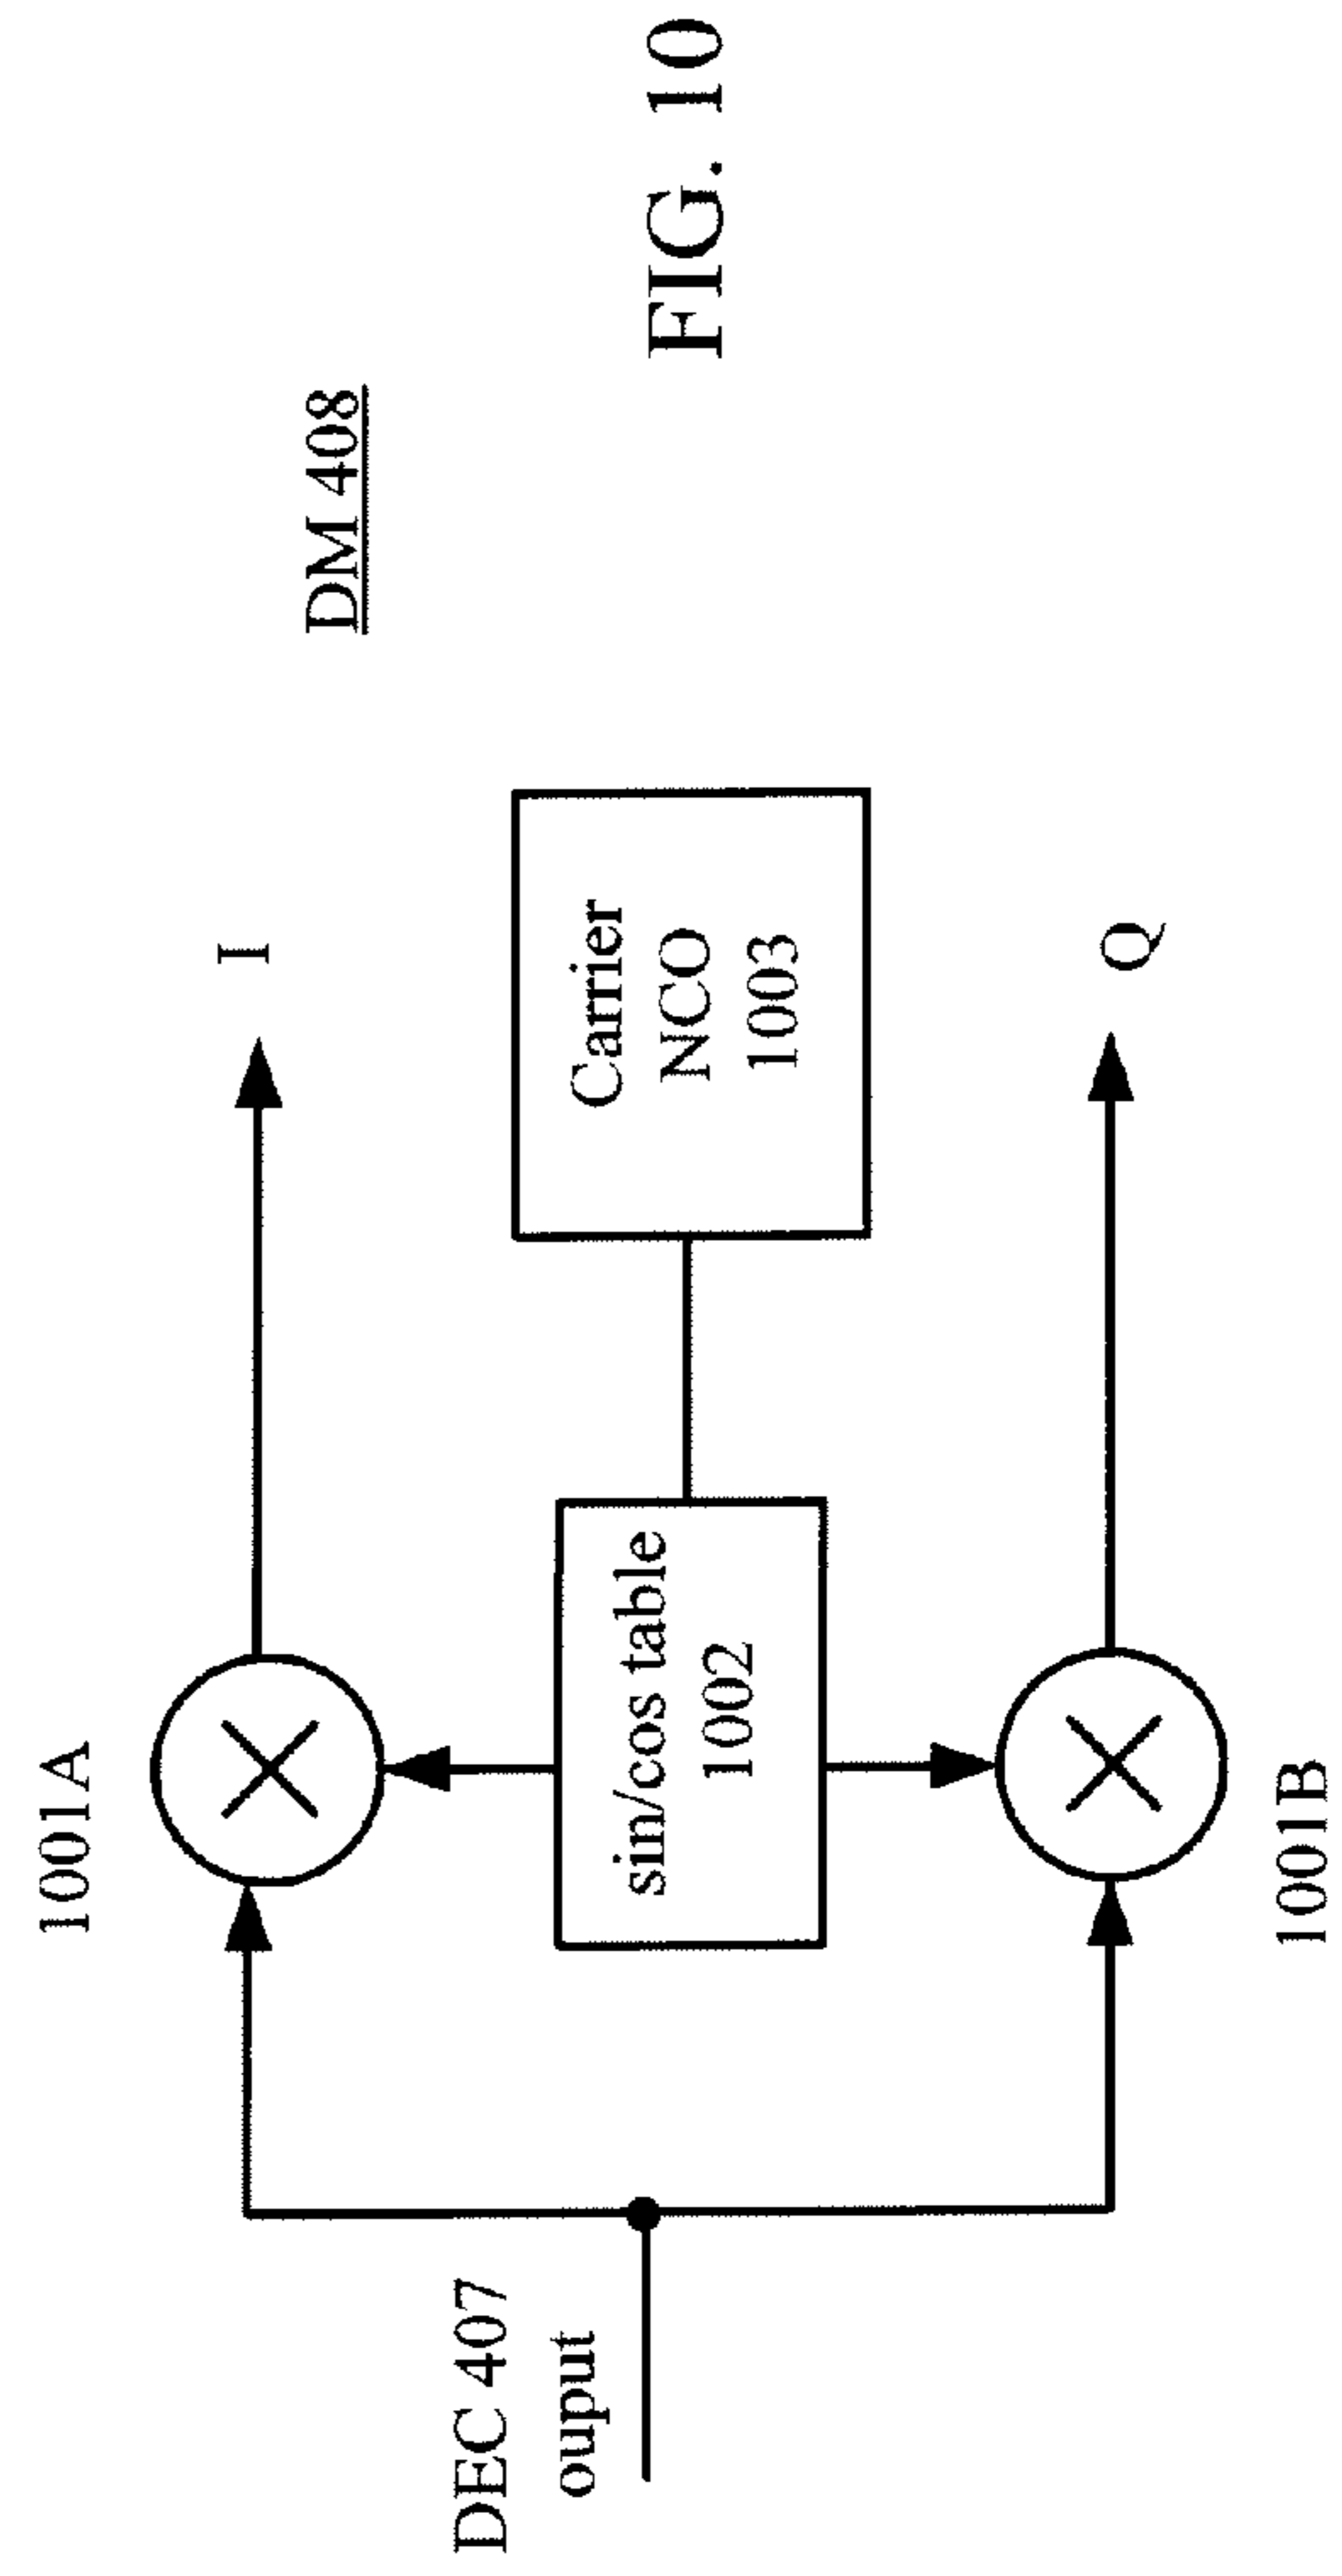 1001A
I
DM 408
DEC 407
ouput
sin/cos table
1002
Carrier
NCO
1003
FIG. 10
Q
1001B